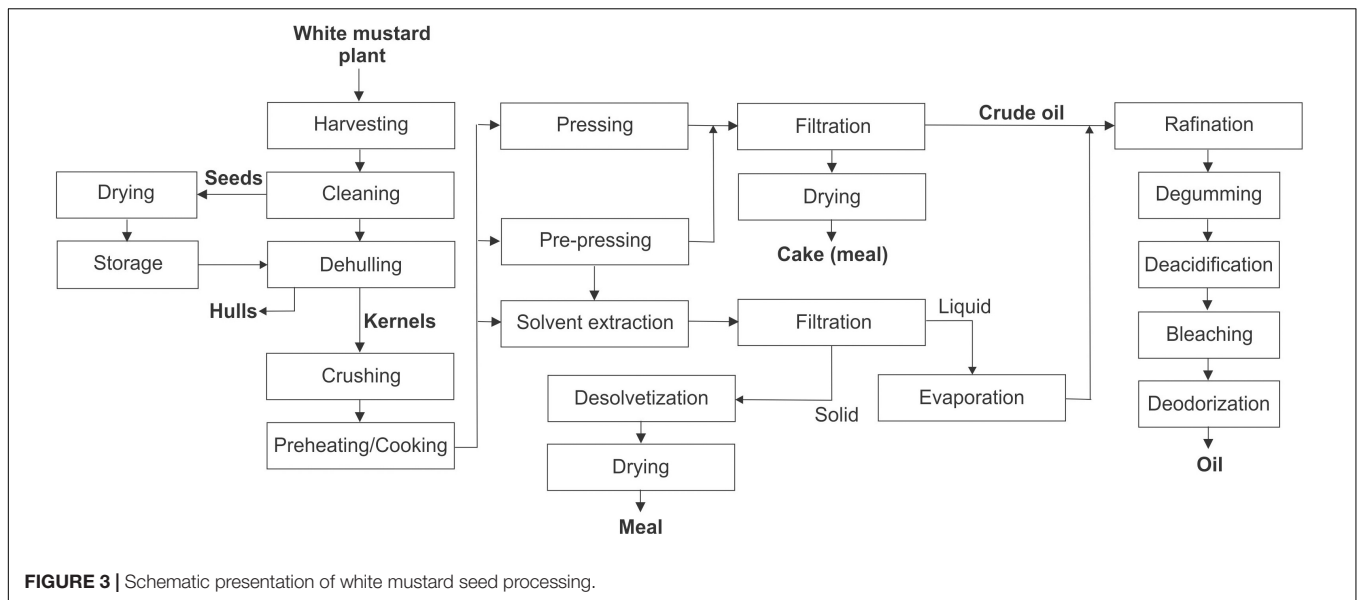 White mustard
plant
Harvesting
Pressing
Filtration
Crude oil
Rafination
Drying
Seeds
Cleaning
Drying
Degumming
Storage
Dehulling
Pre-pressing
Cake (meal)
Deacidification
Hulls
Kernels
Solvent extraction
Filtration
Liquid
Bleaching
Crushing
Desolvetization
Solid
Evaporation
Deodorization
Preheating/Cooking
Drying
Oil
Meal
FIGURE 3 | Schematic presentation of white mustard seed processing.